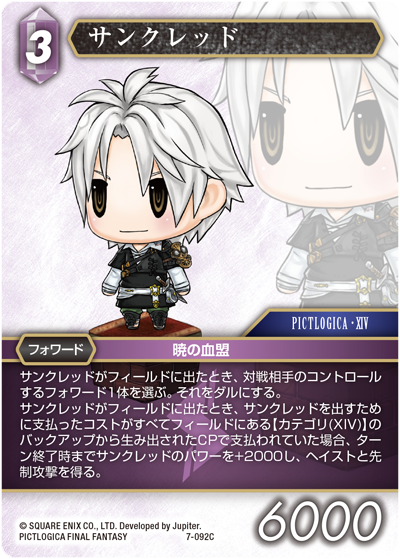 3
サンクレッド
PICTLOGICA・XIV
フォワード
暁の血盟
サンクレッドがフィールドに出たとき、対戦相手のコントロール
するフォワード1体を選ぶ。それをダルにする。
サンクレッドがフィールドに出たとき、サンクレッドを出すため
に支払ったコストがすべてフィールドにある【カテゴリ(XIV)】の
バックアップから生み出されたCPで支払われていた場合、ターン
終了時までサンクレッドのパワーを+2000し、ヘイストと先
制攻撃を得る。
© SQUARE ENIX CO., LTD. Developed by Jupiter.
PICTLOGICA FINAL FANTASY
7-092C
6000